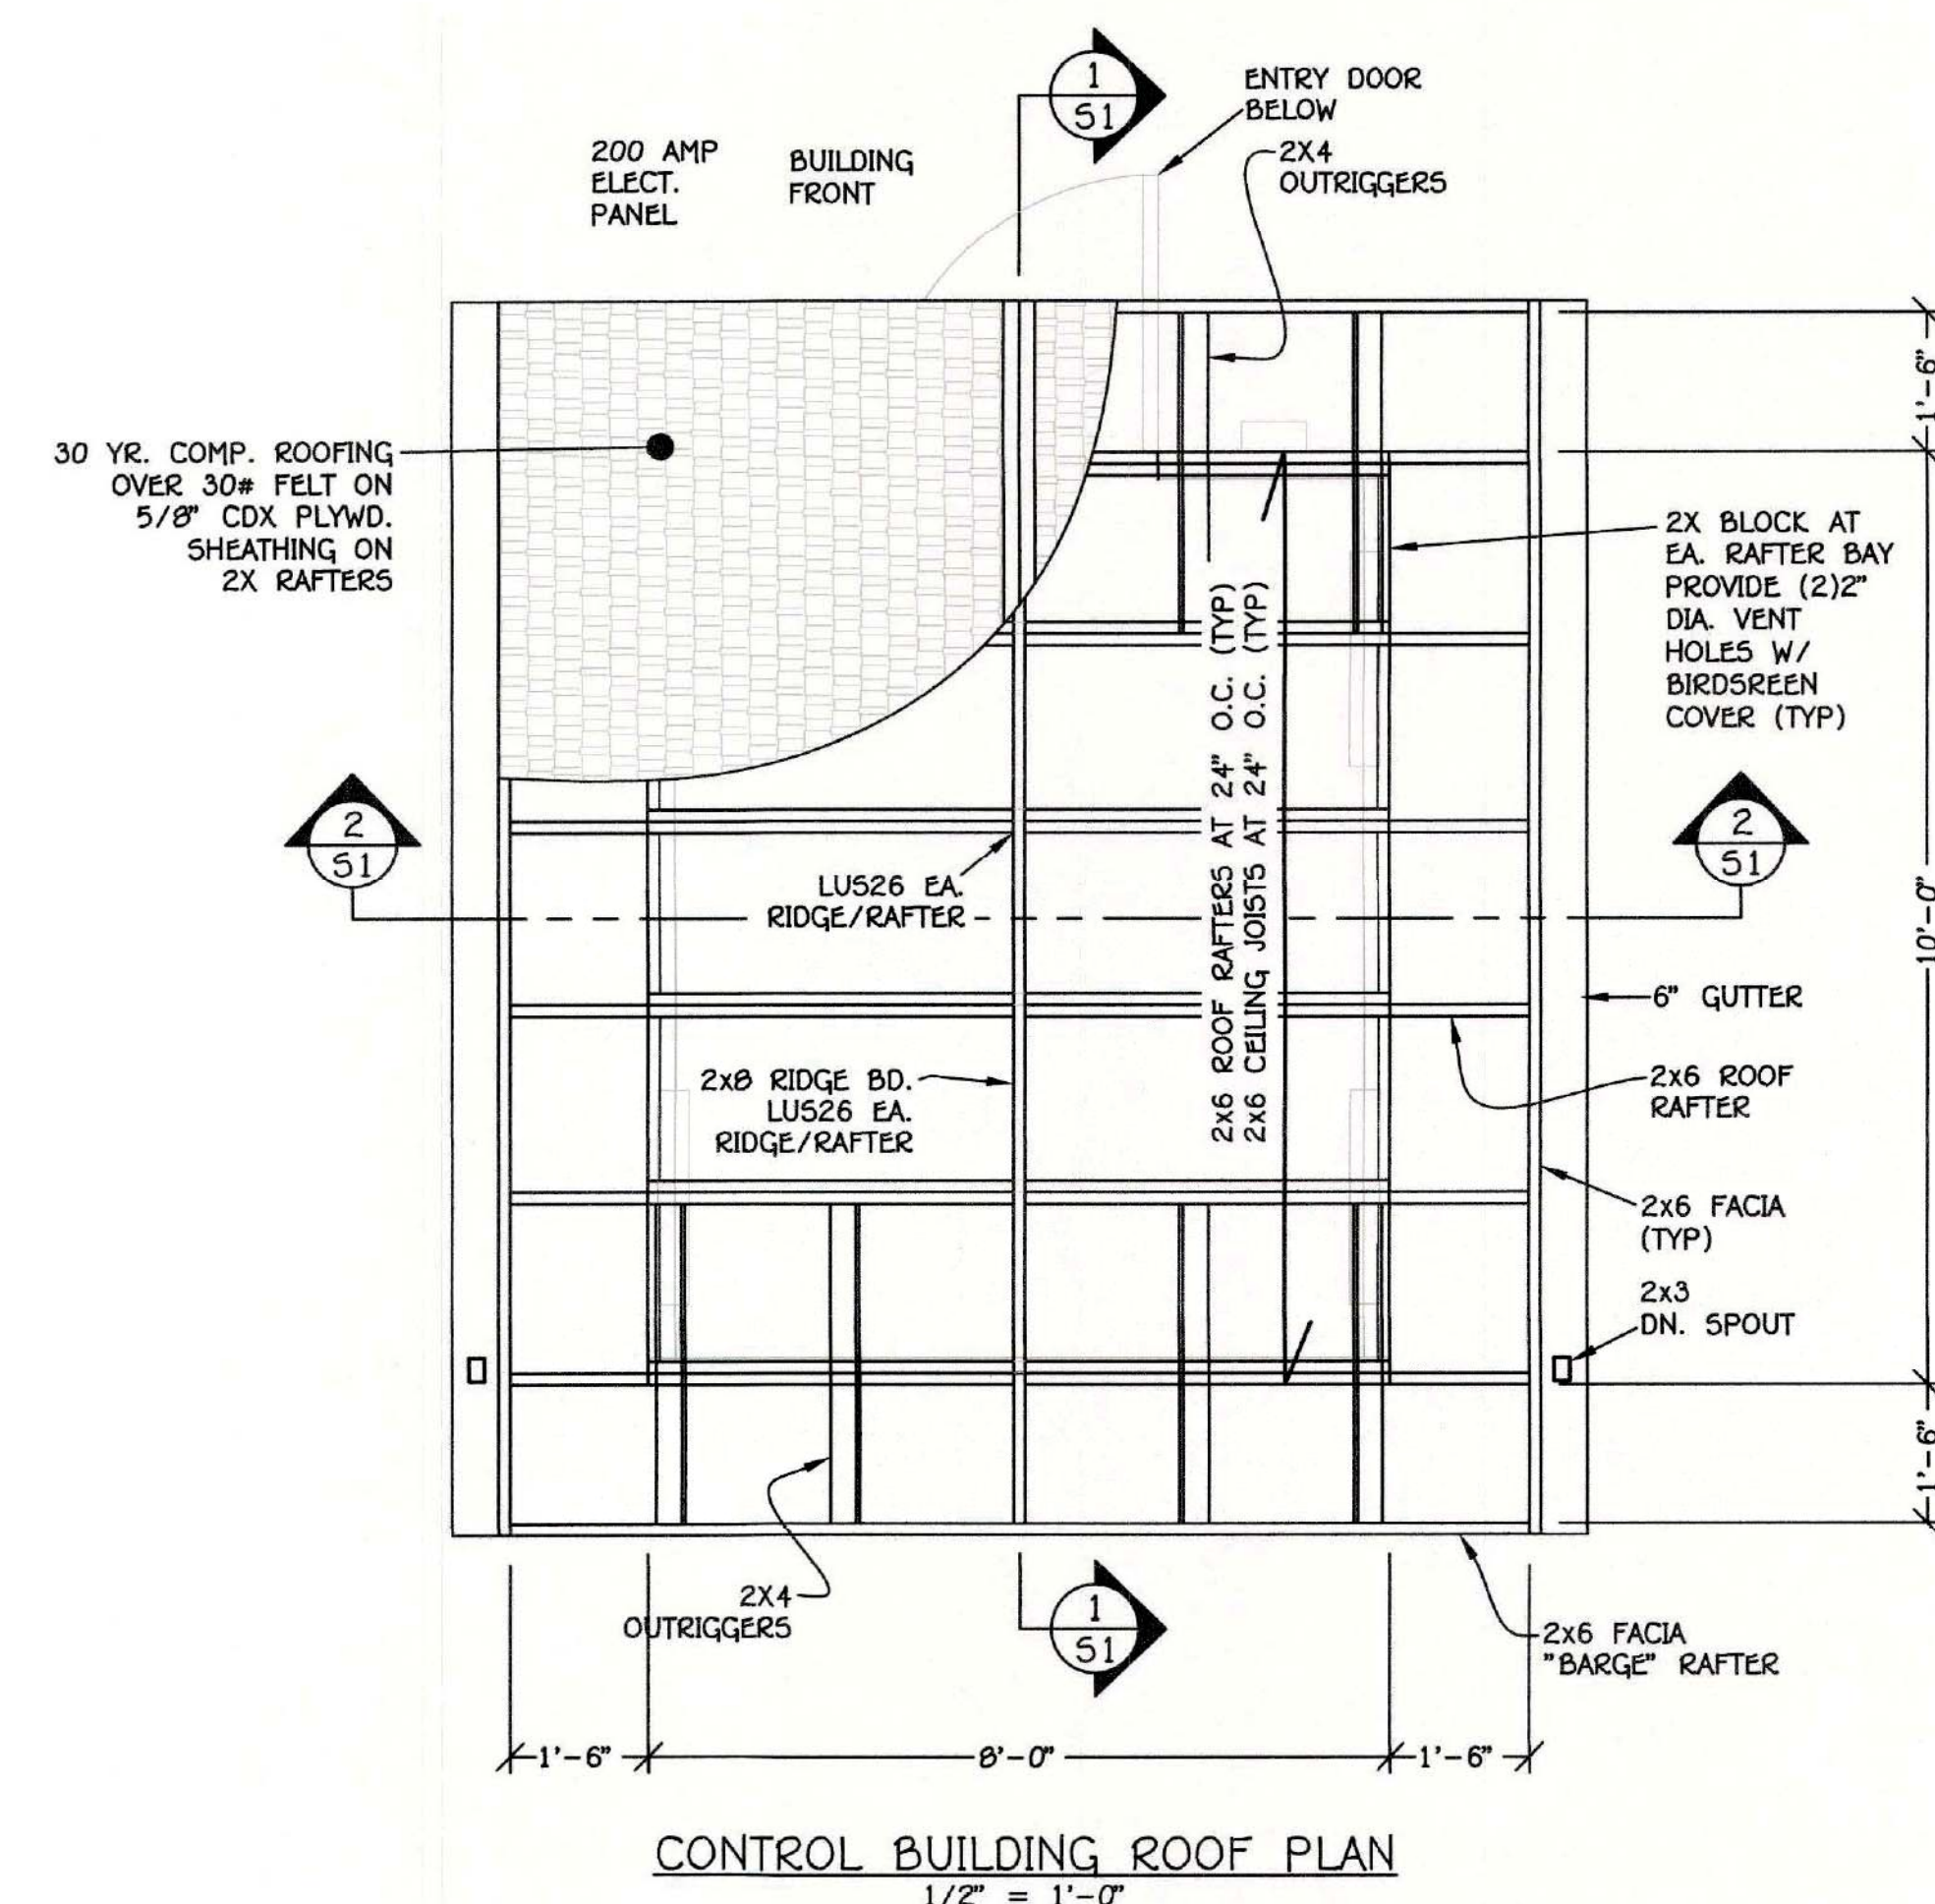 1
S1
ENTRY DOOR
BELOW
200 AMP
ELECT.
PANEL
BUILDING
FRONT
2X4
OUTRIGGERS
1'-6"
30 YR. COMP. ROOFING
OVER 30# FELT ON
5/8" CDX PLYWD.
SHEATHING ON
2X RAFTERS
2X BLOCK AT
EA. RAFTER BAY
PROVIDE (2)2"
DIA. VENT
HOLES W/
BIRDSREEN
COVER (TYP)
2x6 ROOF RAFTERS AT 24" O.C. (TYP)
2x6 CEILING JOISTS AT 24" O.C. (TYP)
2
S1
2
S1
LUS26 EA.
RIDGE/RAFTER
10'-0"
6" GUTTER
2x8 RIDGE BD.
LUS26 EA.
RIDGE/RAFTER
2x6 ROOF
RAFTER
2x6 FACIA
(TYP)
2x3
DN. SPOUT
1'-6"
2X4
OUTRIGGERS
1
S1
2x6 FACIA
"BARGE" RAFTER
1'-6"
8'-0"
1'-6"
CONTROL BUILDING ROOF PLAN
1/2" = 1'-0"